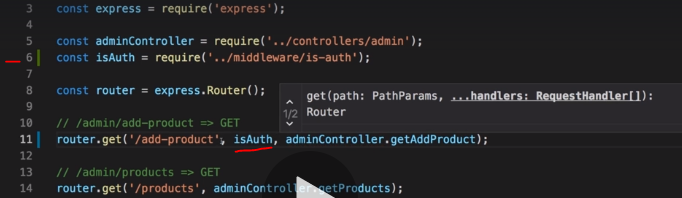 3 const express = require('express');
4
5 const adminController = require('../controllers/admin');
6 const isAuth = require('../middleware/is-auth');
7
8 const router = express.Router();
get(path: PathParams, ...handlers: RequestHandler[]):
9
1/2 Router
10 // /admin/add-product => GET
11 router.get('/add-product', isAuth, adminController.getAddProduct);
12
13 // /admin/products => GET
14 router.get('/products', adminController.getProducts);